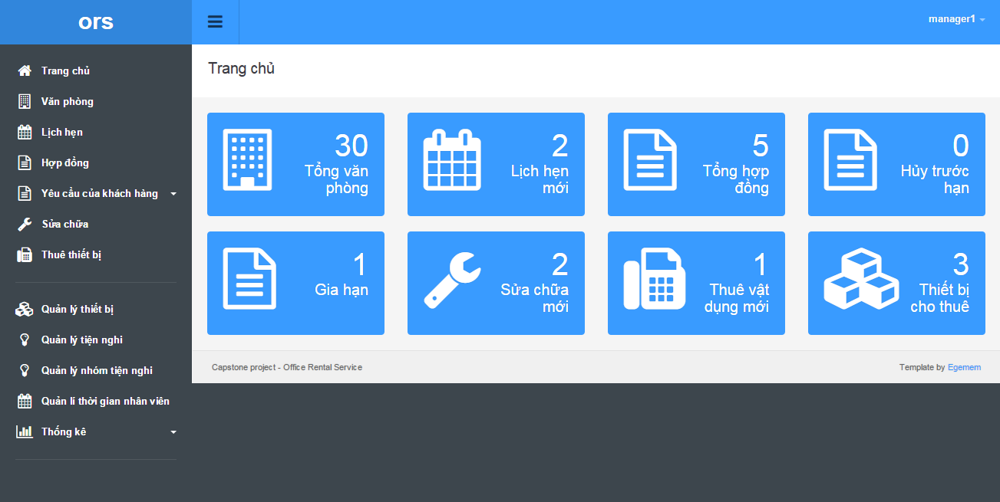 ors
manager1
Trang chủ
Văn phòng
Lịch hẹn
Hợp đồng
Yêu cầu của khách hàng
Sửa chữa
Thuê thiết bị
Quản lý thiết bị
Quản lý tiện nghi
Quản lý nhóm tiện nghi
Quản lí thời gian nhân viên
Thống kê
Trang chủ
30
Tổng văn
phòng
2
Lịch hẹn
mới
5
Tổng hợp
đồng
0
Hủy trước
hạn
1
Gia hạn
2
Sửa chữa
mới
1
Thuê vật
dụng mới
3
Thiết bị
cho thuê
Capstone project - Office Rental Service
Template by Egemem